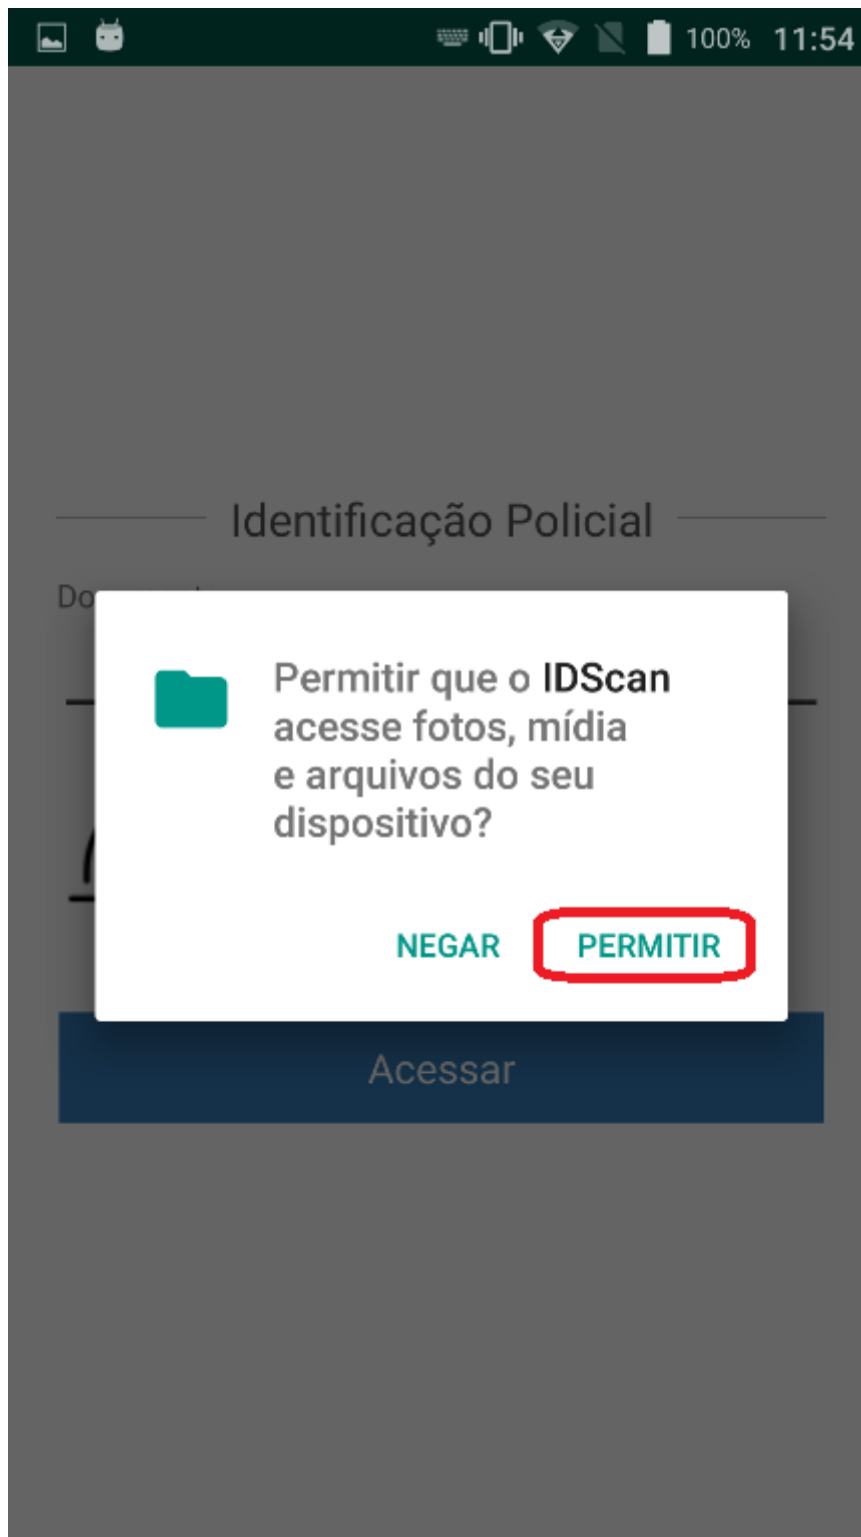 100% 11:54
Identificação Policial
Permitir que o IDScan
acesse fotos, mídia
e arquivos do seu
dispositivo?
NEGAR PERMITIR
Acessar